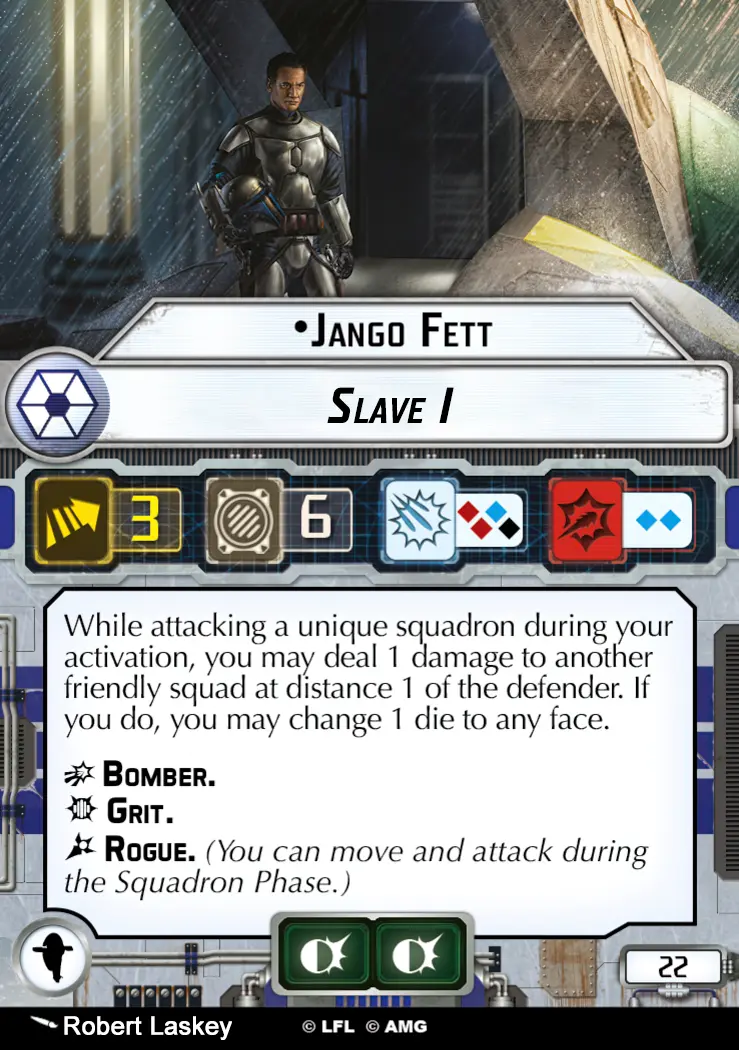 •Jango Fett
Slave I
3
6
While attacking a unique squadron during your
activation, you may deal 1 damage to another
friendly squad at distance 1 of the defender. If
you do, you may change 1 die to any face.
Bomber.
Grit.
Rogue. (You can move and attack during
the Squadron Phase.)
22
Robert Laskey © LFL © AMG